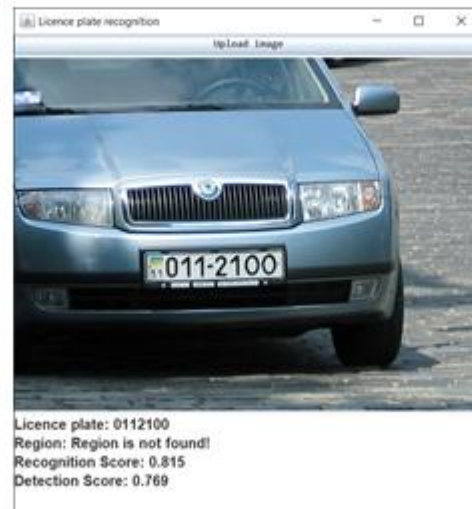 Licence plate recognition
Upload image
11 011-2100
Licence plate: 0112100
Region: Region is not found!
Recognition Score: 0.815
Detection Score: 0.769